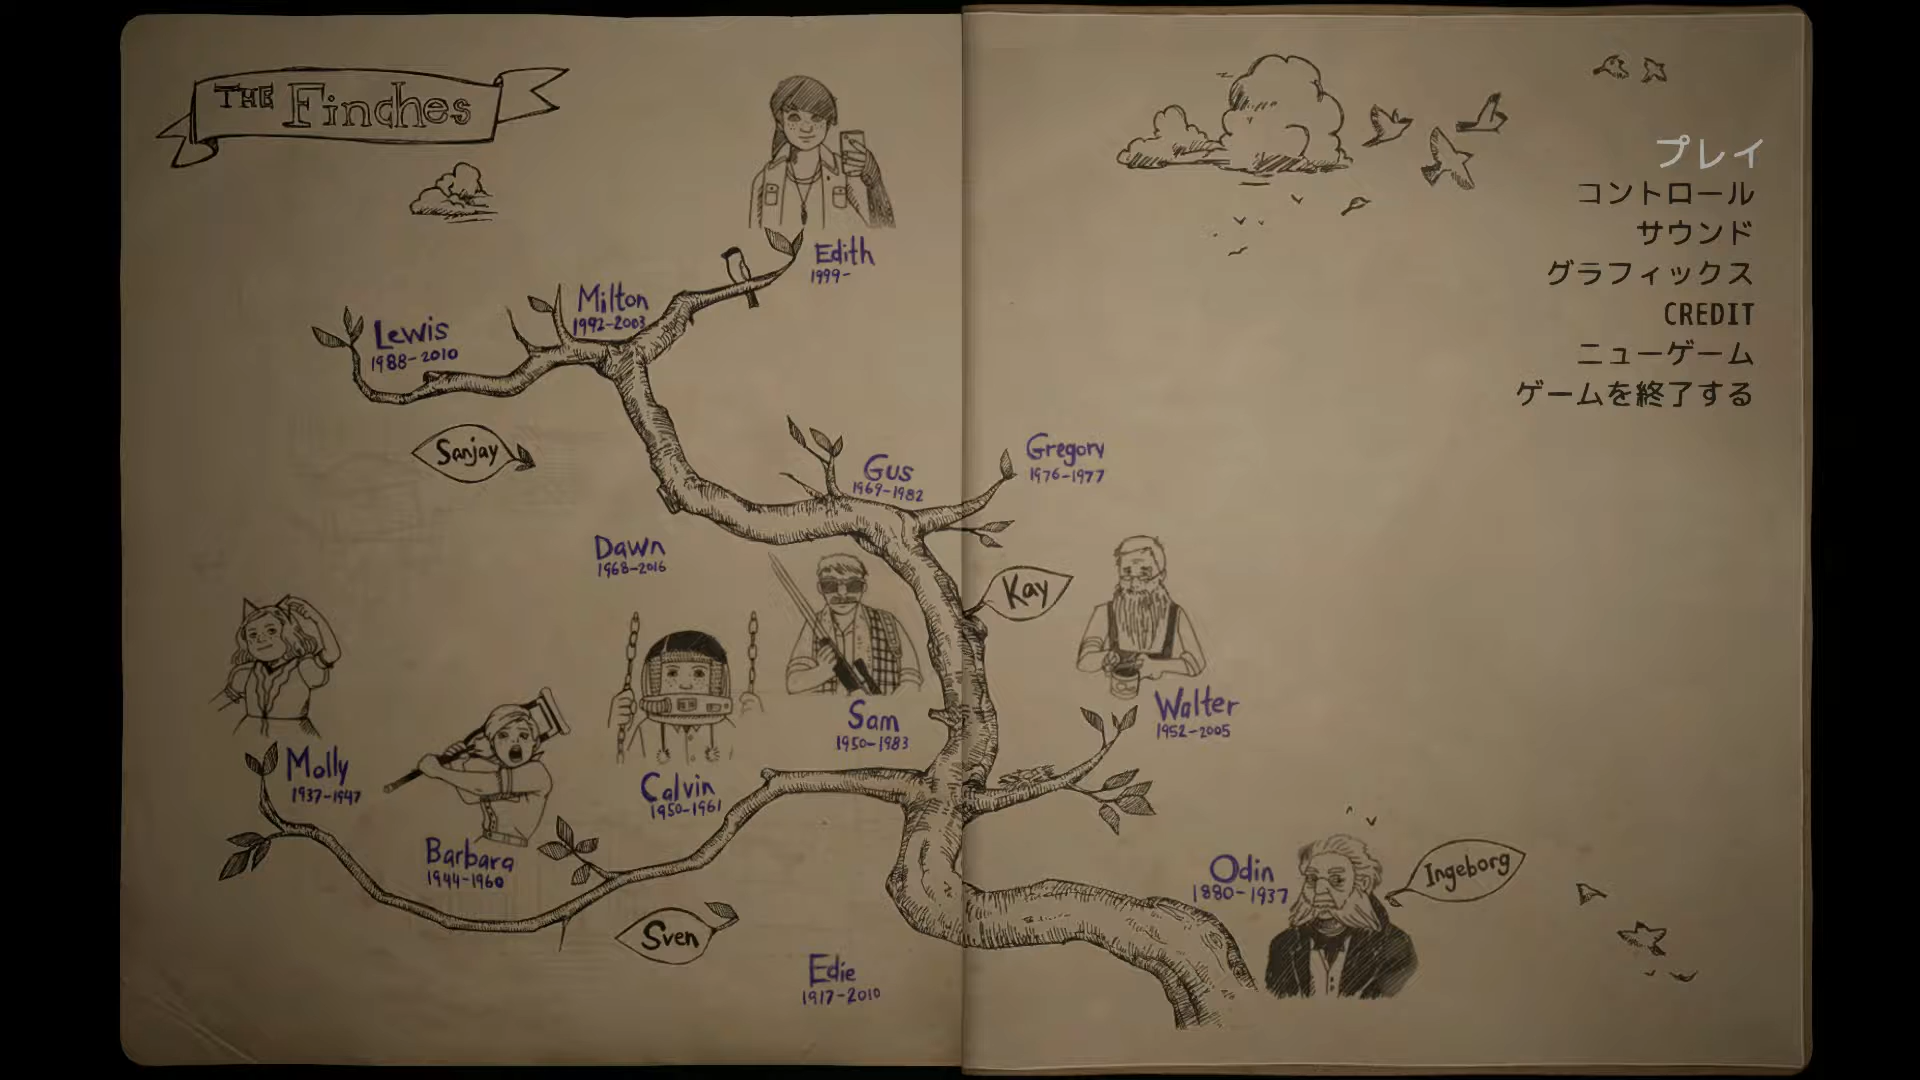 THE Finches
Edith
1999-
Milton
1992-2003
Lewis
1988-2010
Sanjay
Gus
1969-1982
Gregory
1976-1977
Dawn
1968-2016
Kay
Sam
1950-1983
Walter
1952-2005
Molly
1937-1947
Calvin
1950-1961
Barbara
1944-1960
Sven
Odin
1880-1937
Ingeborg
Edie
1917-2010
プレイ
コントロール
サウンド
グラフィックス
CREDIT
ニューゲーム
ゲームを終了する